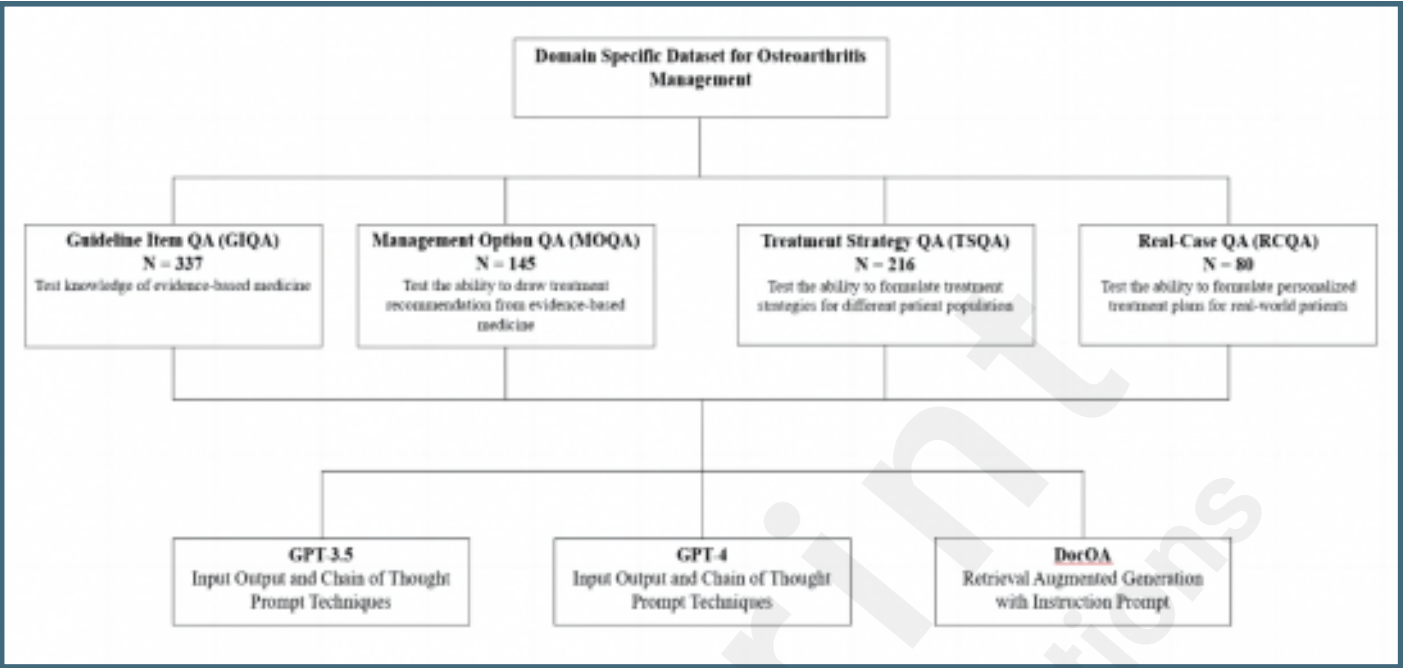 Domain Specific Dataset for Osteoarthritis
Management
Guideline Item QA (GIQA)
N = 337
Test knowledge of evidence-based medicine
Management Option QA (MOQA)
N = 145
Test the ability to draw treatment
recommendation from evidence-based
medicine
Treatment Strategy QA (TSQA)
N = 216
Test the ability to formulate treatment
strategies for different patient population
Real-Case QA (RCQA)
N = 80
Test the ability to formulate personalized
treatment plans for real-world patients
GPT-3.5
Input Output and Chain of Thought
Prompt Techniques
GPT-4
Input Output and Chain of Thought
Prompt Techniques
DocOA
Retrieval Augmented Generation
with Instruction Prompt
rint
tions